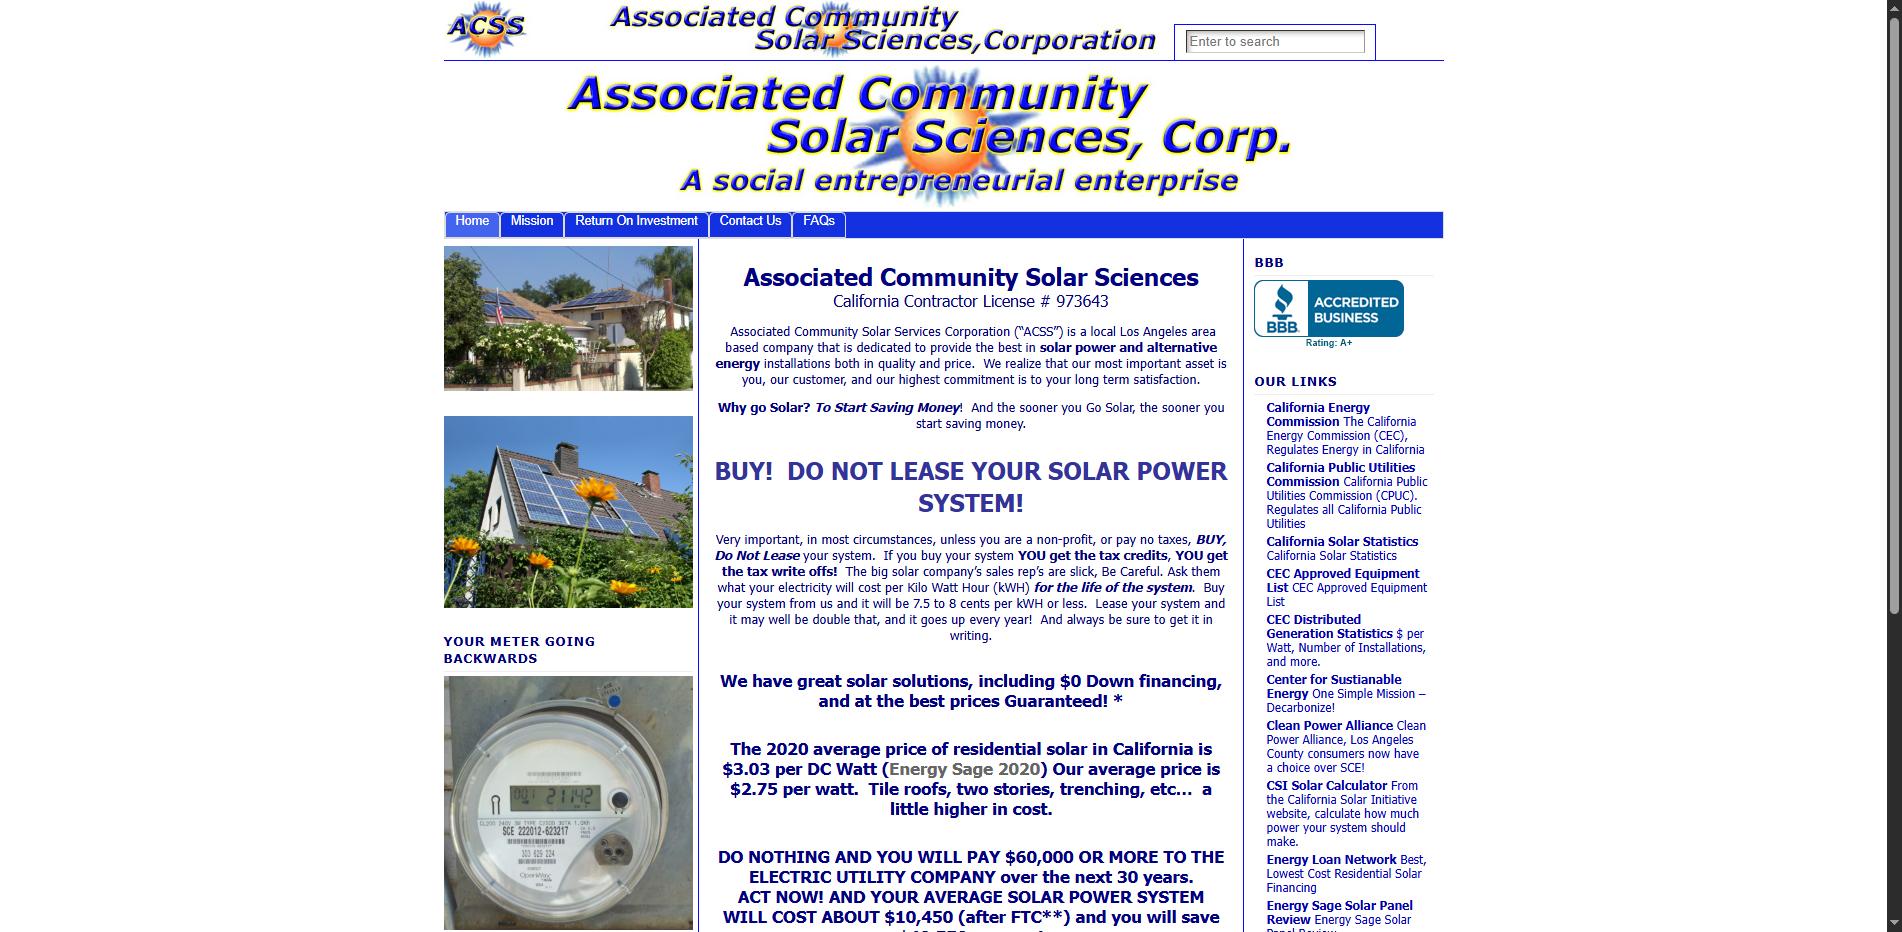 ACSS
Associated Community
Solar Sciences,Corporation
Enter to search
Associated Community
Solar Sciences, Corp.
A social entrepreneurial enterprise
Home
Mission
Return On Investment
Contact Us
FAQs
YOUR METER GOING
BACKWARDS
001 21142
CL200 240V 3W TYPE C2SOD 30TA 1.0Kh
SCE 222012-623217
303 629 224
OpenWay
Associated Community Solar Sciences
California Contractor License # 973643
Associated Community Solar Services Corporation (“ACSS”) is a local Los Angeles area
based company that is dedicated to provide the best in solar power and alternative
energy installations both in quality and price.  We realize that our most important asset is
you, our customer, and our highest commitment is to your long term satisfaction.
Why go Solar? To Start Saving Money!  And the sooner you Go Solar, the sooner you
start saving money.
BUY!  DO NOT LEASE YOUR SOLAR POWER
SYSTEM!
Very important, in most circumstances, unless you are a non-profit, or pay no taxes, BUY,
Do Not Lease your system.  If you buy your system YOU get the tax credits, YOU get
the tax write offs!  The big solar company’s sales rep’s are slick, Be Careful. Ask them
what your electricity will cost per Kilo Watt Hour (kWH) for the life of the system.  Buy
your system from us and it will be 7.5 to 8 cents per kWH or less.  Lease your system and
it may well be double that, and it goes up every year!  And always be sure to get it in
writing.
We have great solar solutions, including $0 Down financing,
and at the best prices Guaranteed! *
The 2020 average price of residential solar in California is
$3.03 per DC Watt (Energy Sage 2020) Our average price is
$2.75 per watt.  Tile roofs, two stories, trenching, etc…  a
little higher in cost.
DO NOTHING AND YOU WILL PAY $60,000 OR MORE TO THE
ELECTRIC UTILITY COMPANY over the next 30 years.
ACT NOW! AND YOUR AVERAGE SOLAR POWER SYSTEM
WILL COST ABOUT $10,450 (after FTC**) and you will save
BBB
BBB
ACCREDITED
BUSINESS
Rating: A+
OUR LINKS
California Energy
Commission The California
Energy Commission (CEC),
Regulates Energy in California
California Public Utilities
Commission California Public
Utilities Commission (CPUC).
Regulates all California Public
Utilities
California Solar Statistics
California Solar Statistics
CEC Approved Equipment
List CEC Approved Equipment
List
CEC Distributed
Generation Statistics $ per
Watt, Number of Installations,
and more.
Center for Sustianable
Energy One Simple Mission –
Decarbonize!
Clean Power Alliance Clean
Power Alliance, Los Angeles
County consumers now have
a choice over SCE!
CSI Solar Calculator From
the California Solar Initiative
website, calculate how much
power your system should
make.
Energy Loan Network Best,
Lowest Cost Residential Solar
Financing
Energy Sage Solar Panel
Review Energy Sage Solar